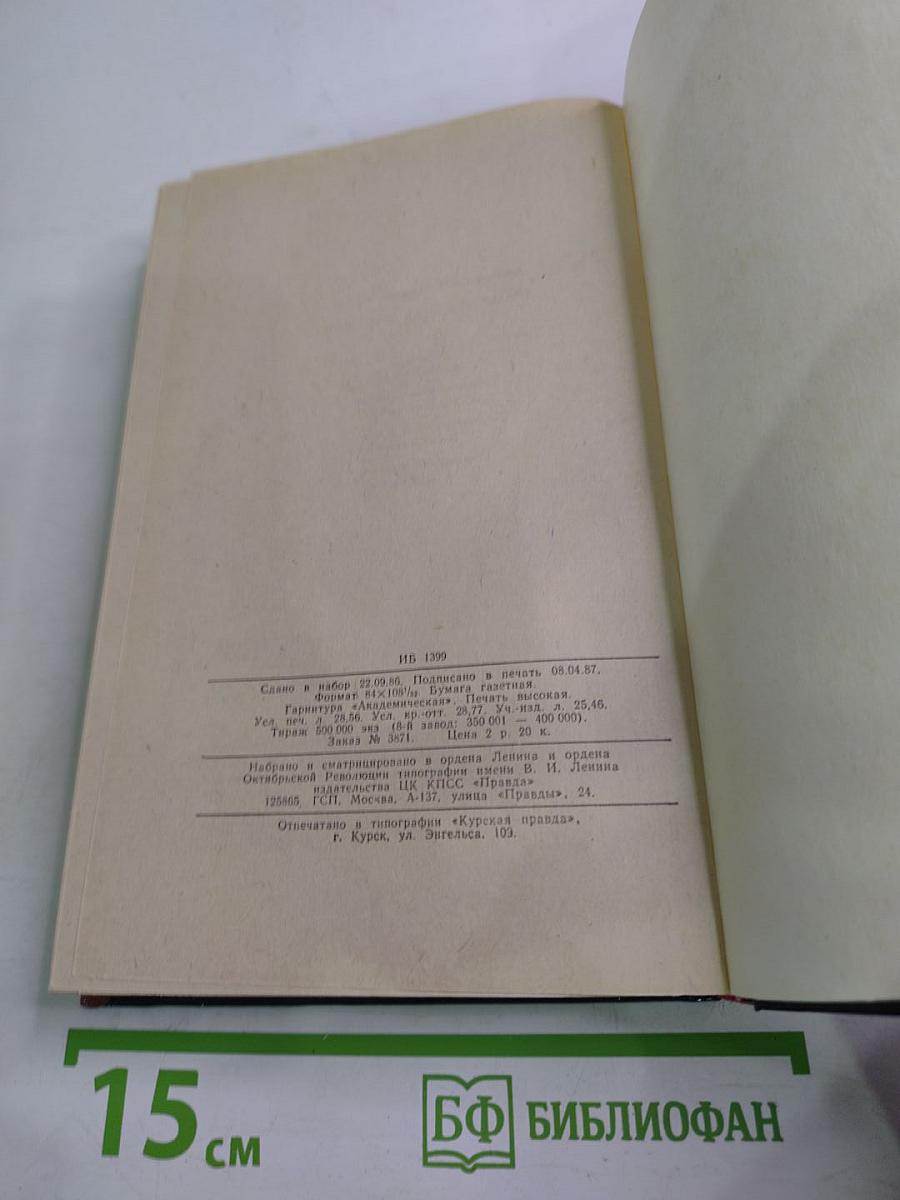 ИБ 1399
Сдано в набор 22.09.86. Подписано в печать 08.04.87.
Формат 84×108¹/₃₂. Бумага газетная.
Гарнитура «Академическая». Печать высокая.
Усл. печ. л. 28,56. Усл. кр.-отт. 28,77. Уч.-изд. л. 25,46.
Тираж 500 000 экз (8-й завод: 350 001 — 400 000).
Заказ № 3871. Цена 2 р. 20 к.
Набрано и сматрицировано в ордена Ленина и ордена
Октябрьской Революции типографии имени В. И. Ленина
издательства ЦК КПСС «Правда»
125865, ГСП, Москва, А-137, улица «Правды», 24.
Отпечатано в типографии «Курская правда»,
г. Курск, ул. Энгельса, 109.
15 см
БФ БИБЛИОФАН